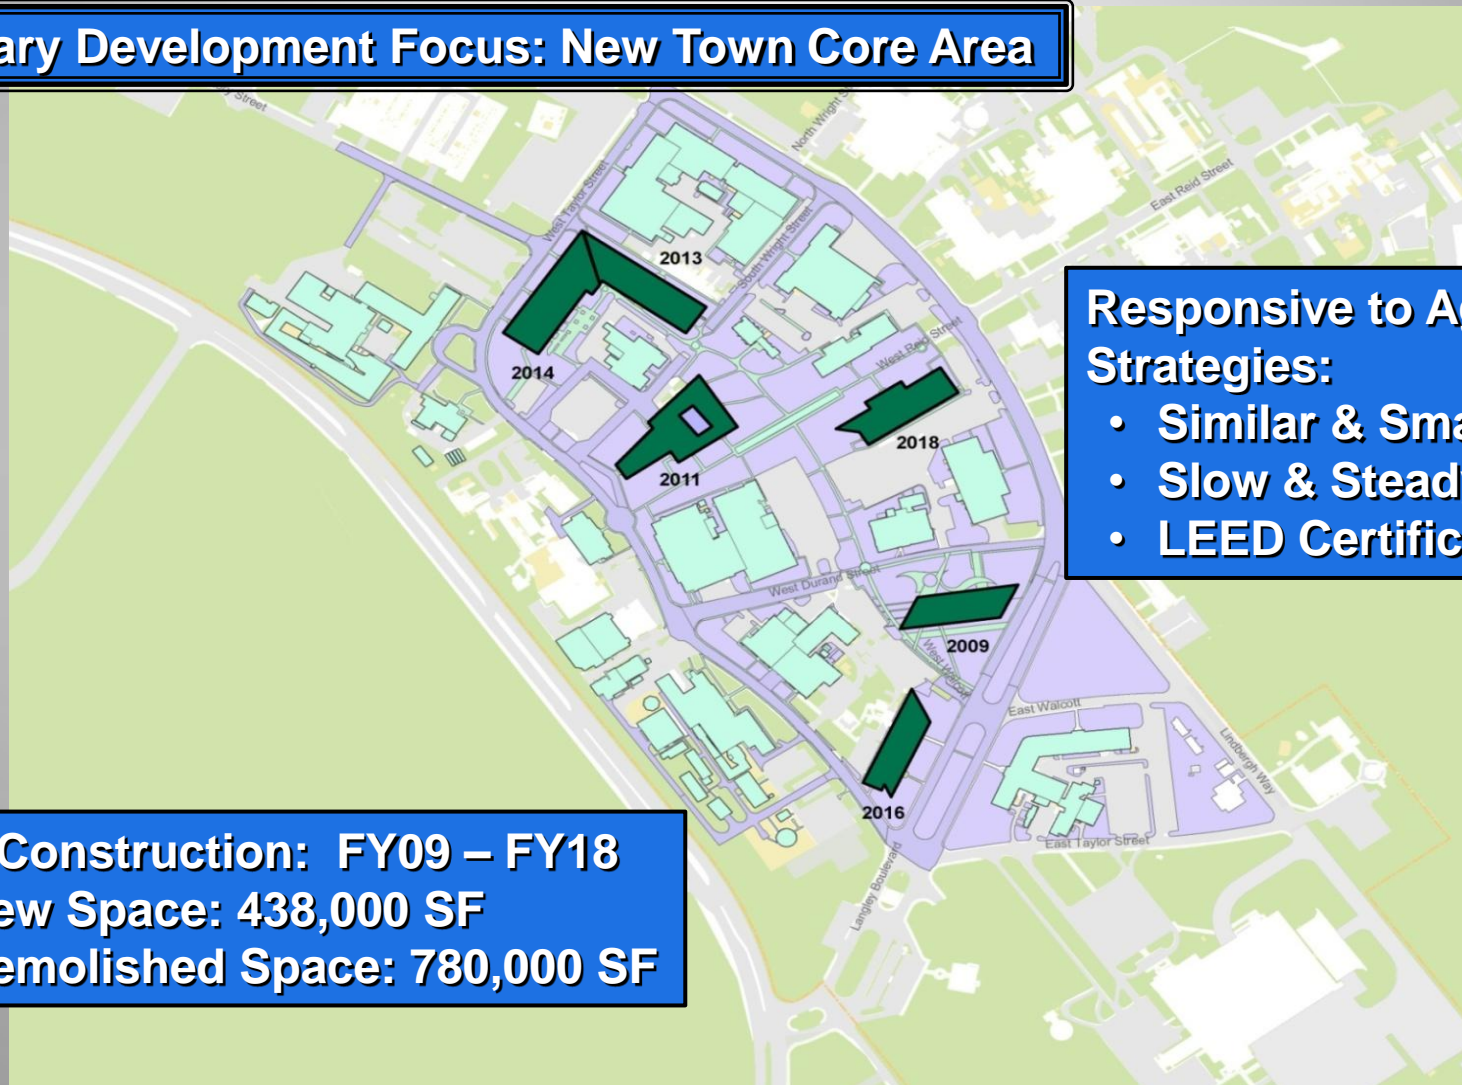 ary Development Focus: New Town Core Area
Street
North Wright S
West Taylor Street
East Reid Street
2013
South Wright Street
Responsive to A
Strategies:
• Similar & Sma
• Slow & Stead
• LEED Certific
West Reid Street
2014
2018
2011
West Durand Street
2009
West Walcott
East Walcott
Lindbergh Way
2016
East Taylor Street
Langley Boulevard
Construction: FY09 – FY18
ew Space: 438,000 SF
emolished Space: 780,000 SF